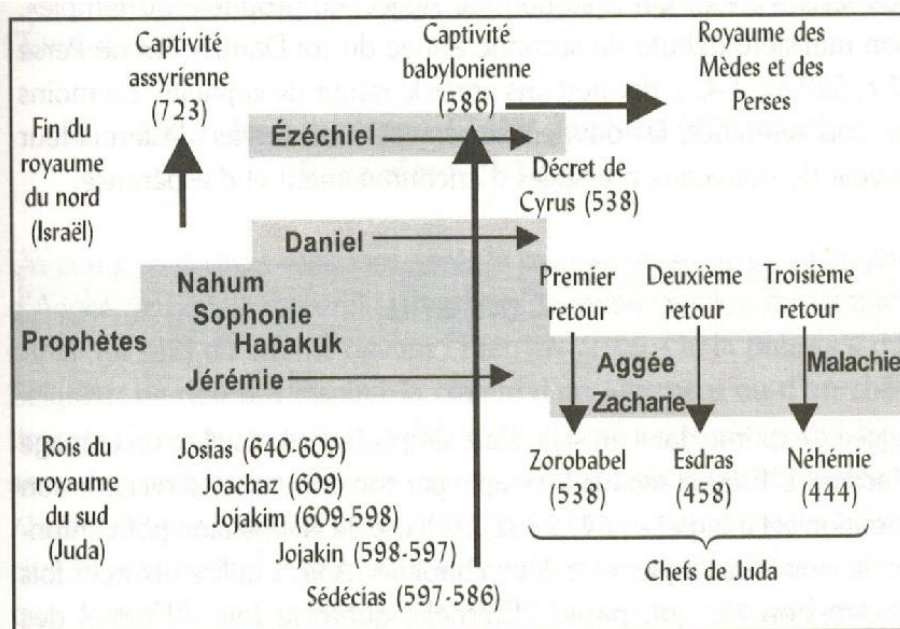 Captivité
assyrienne
(723)
Captivité
babylonienne
(586)
Royaume des
Mèdes et des
Perses
Fin du
royaume
du nord
(Israël)
Ézéchiel
Décret de
Cyrus (538)
Daniel
Premier
retour
Deuxième
retour
Troisième
retour
Prophètes
Nahum
Sophonie
Habakuk
Jérémie
Aggée
Zacharie
Malachie
Rois du
royaume
du sud
(Juda)
Josias (640-609)
Joachaz (609)
Jojakim (609-598)
Jojakin (598-597)
Sédécias (597-586)
Zorobabel
(538)
Esdras
(458)
Néhémie
(444)
Chefs de Juda